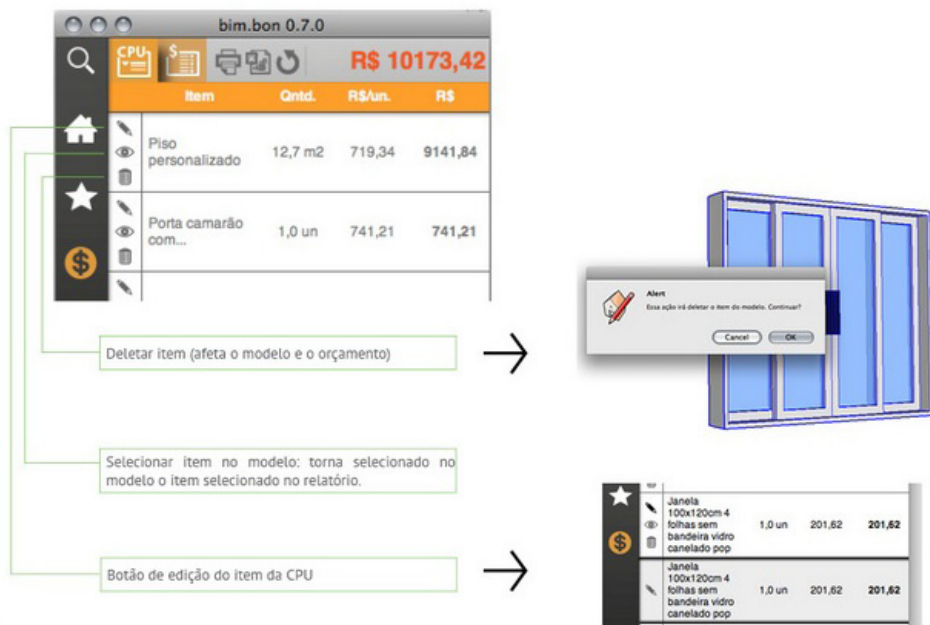 bim.bon 0.7.0
CPU
$
R$ 10173,42
Item Qntd. R$/un. R$
Piso
personalizado
12,7 m2 719,34 9141,84
Porta camarão
com...
1,0 un 741,21 741,21
$
Alert
Essa ação irá deletar o item do modelo. Continuar?
Cancel OK
Deletar item (afeta o modelo e o orçamento)
Selecionar item no modelo: torna selecionado no
modelo o item selecionado no relatório.
Botão de edição do item da CPU
Janela
100x120cm 4
folhas sem
bandeira vidro
canelado pop
1,0 un 201,62 201,62
$
Janela
100x120cm 4
folhas sem
bandeira vidro
canelado pop
1,0 un 201,62 201,62